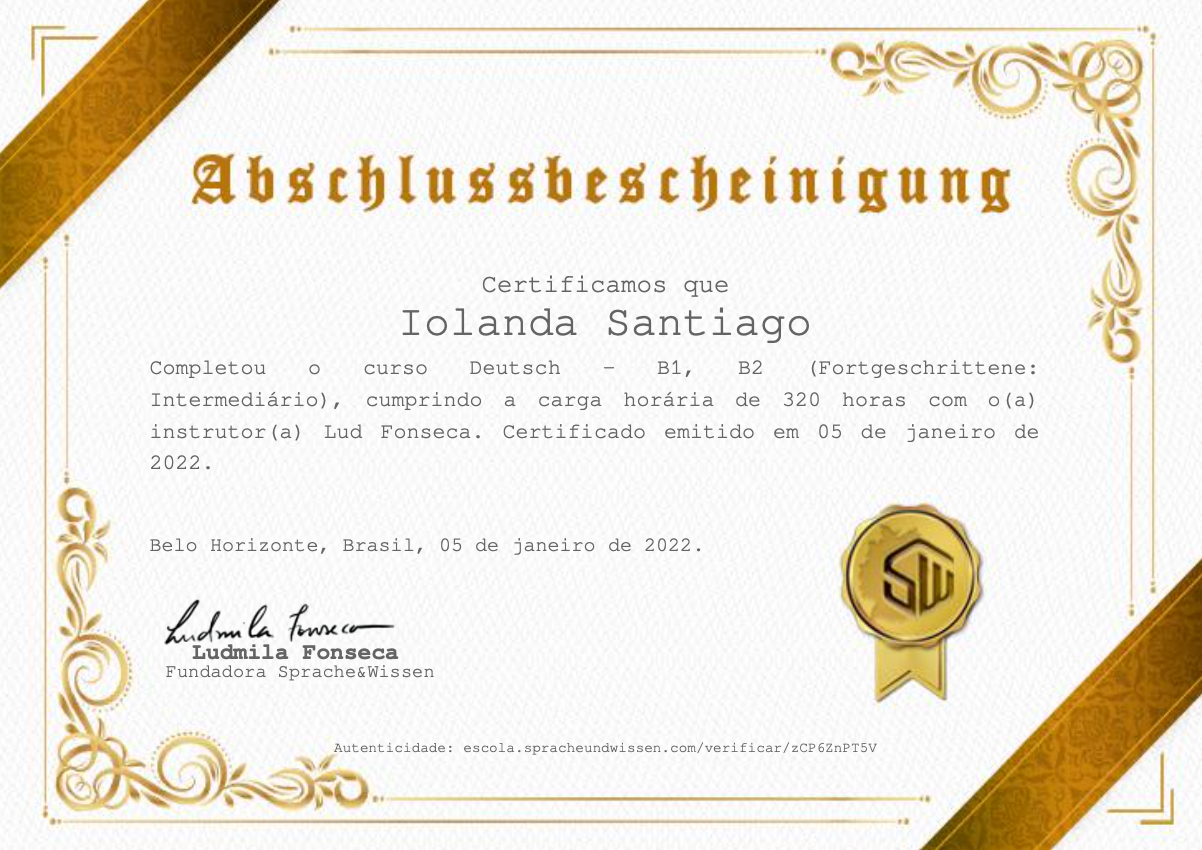 Abschlussbescheinigung
Certificamos que
Iolanda Santiago
Completou o curso Deutsch – B1, B2 (Fortgeschrittene:
Intermediário), cumprindo a carga horária de 320 horas com o(a)
instrutor(a) Lud Fonseca. Certificado emitido em 05 de janeiro de
2022.
Belo Horizonte, Brasil, 05 de janeiro de 2022.
SW
Ludmila Fonseca
Ludmila Fonseca
Fundadora Sprache&Wissen
Autenticidade: escola.spracheundwissen.com/verificar/zCP6ZnPT5V